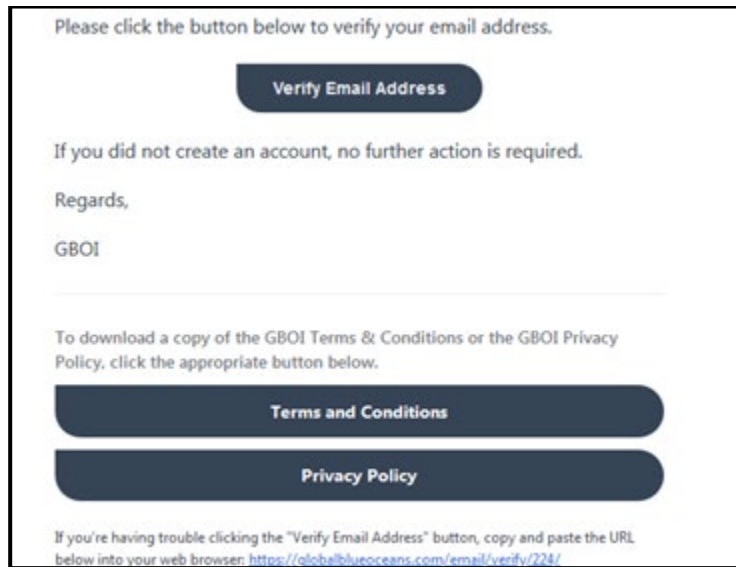 Please click the button below to verify your email address.
Verify Email Address
If you did not create an account, no further action is required.
Regards,
GBOI
To download a copy of the GBOI Terms & Conditions or the GBOI Privacy
Policy, click the appropriate button below.
Terms and Conditions
Privacy Policy
If you're having trouble clicking the "Verify Email Address" button, copy and paste the URL
below into your web browser: https://globalblueoceans.com/email/verify/224/